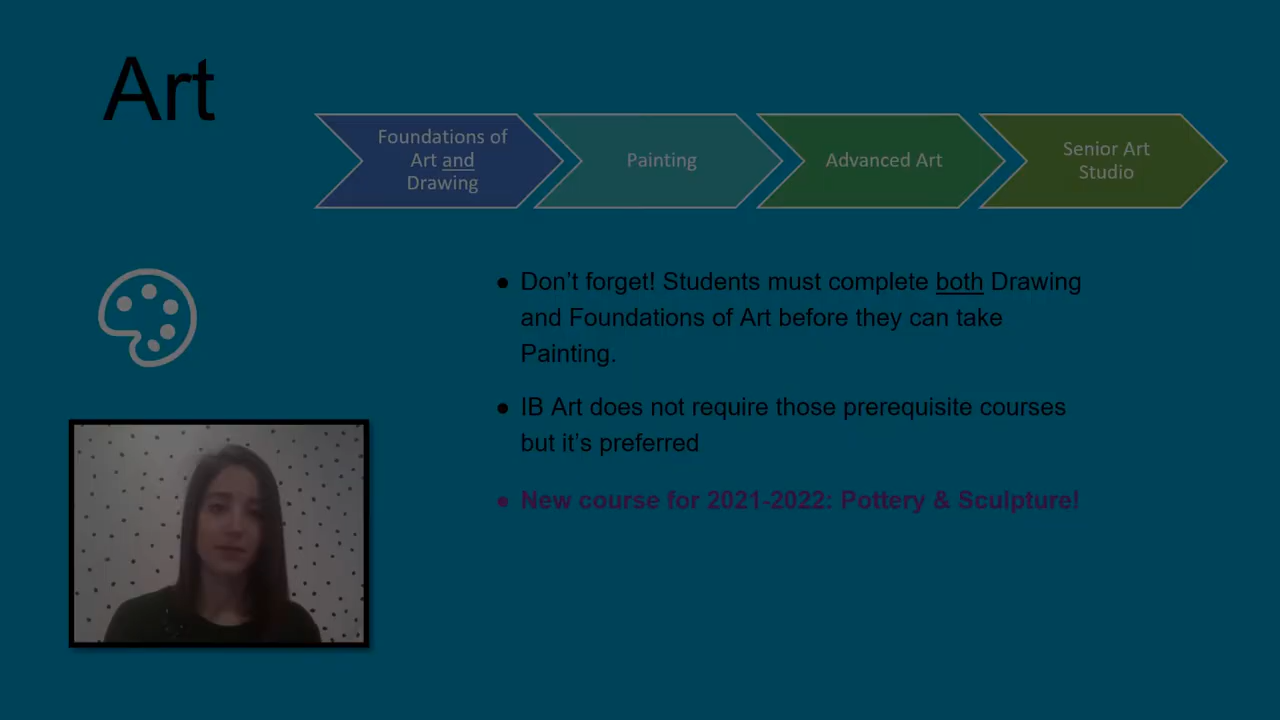 Art
Foundations of
Art and
Drawing
Painting
Advanced Art
Senior Art
Studio
● Don’t forget! Students must complete both Drawing
and Foundations of Art before they can take
Painting.
● IB Art does not require those prerequisite courses
but it’s preferred
● New course for 2021-2022: Pottery & Sculpture!